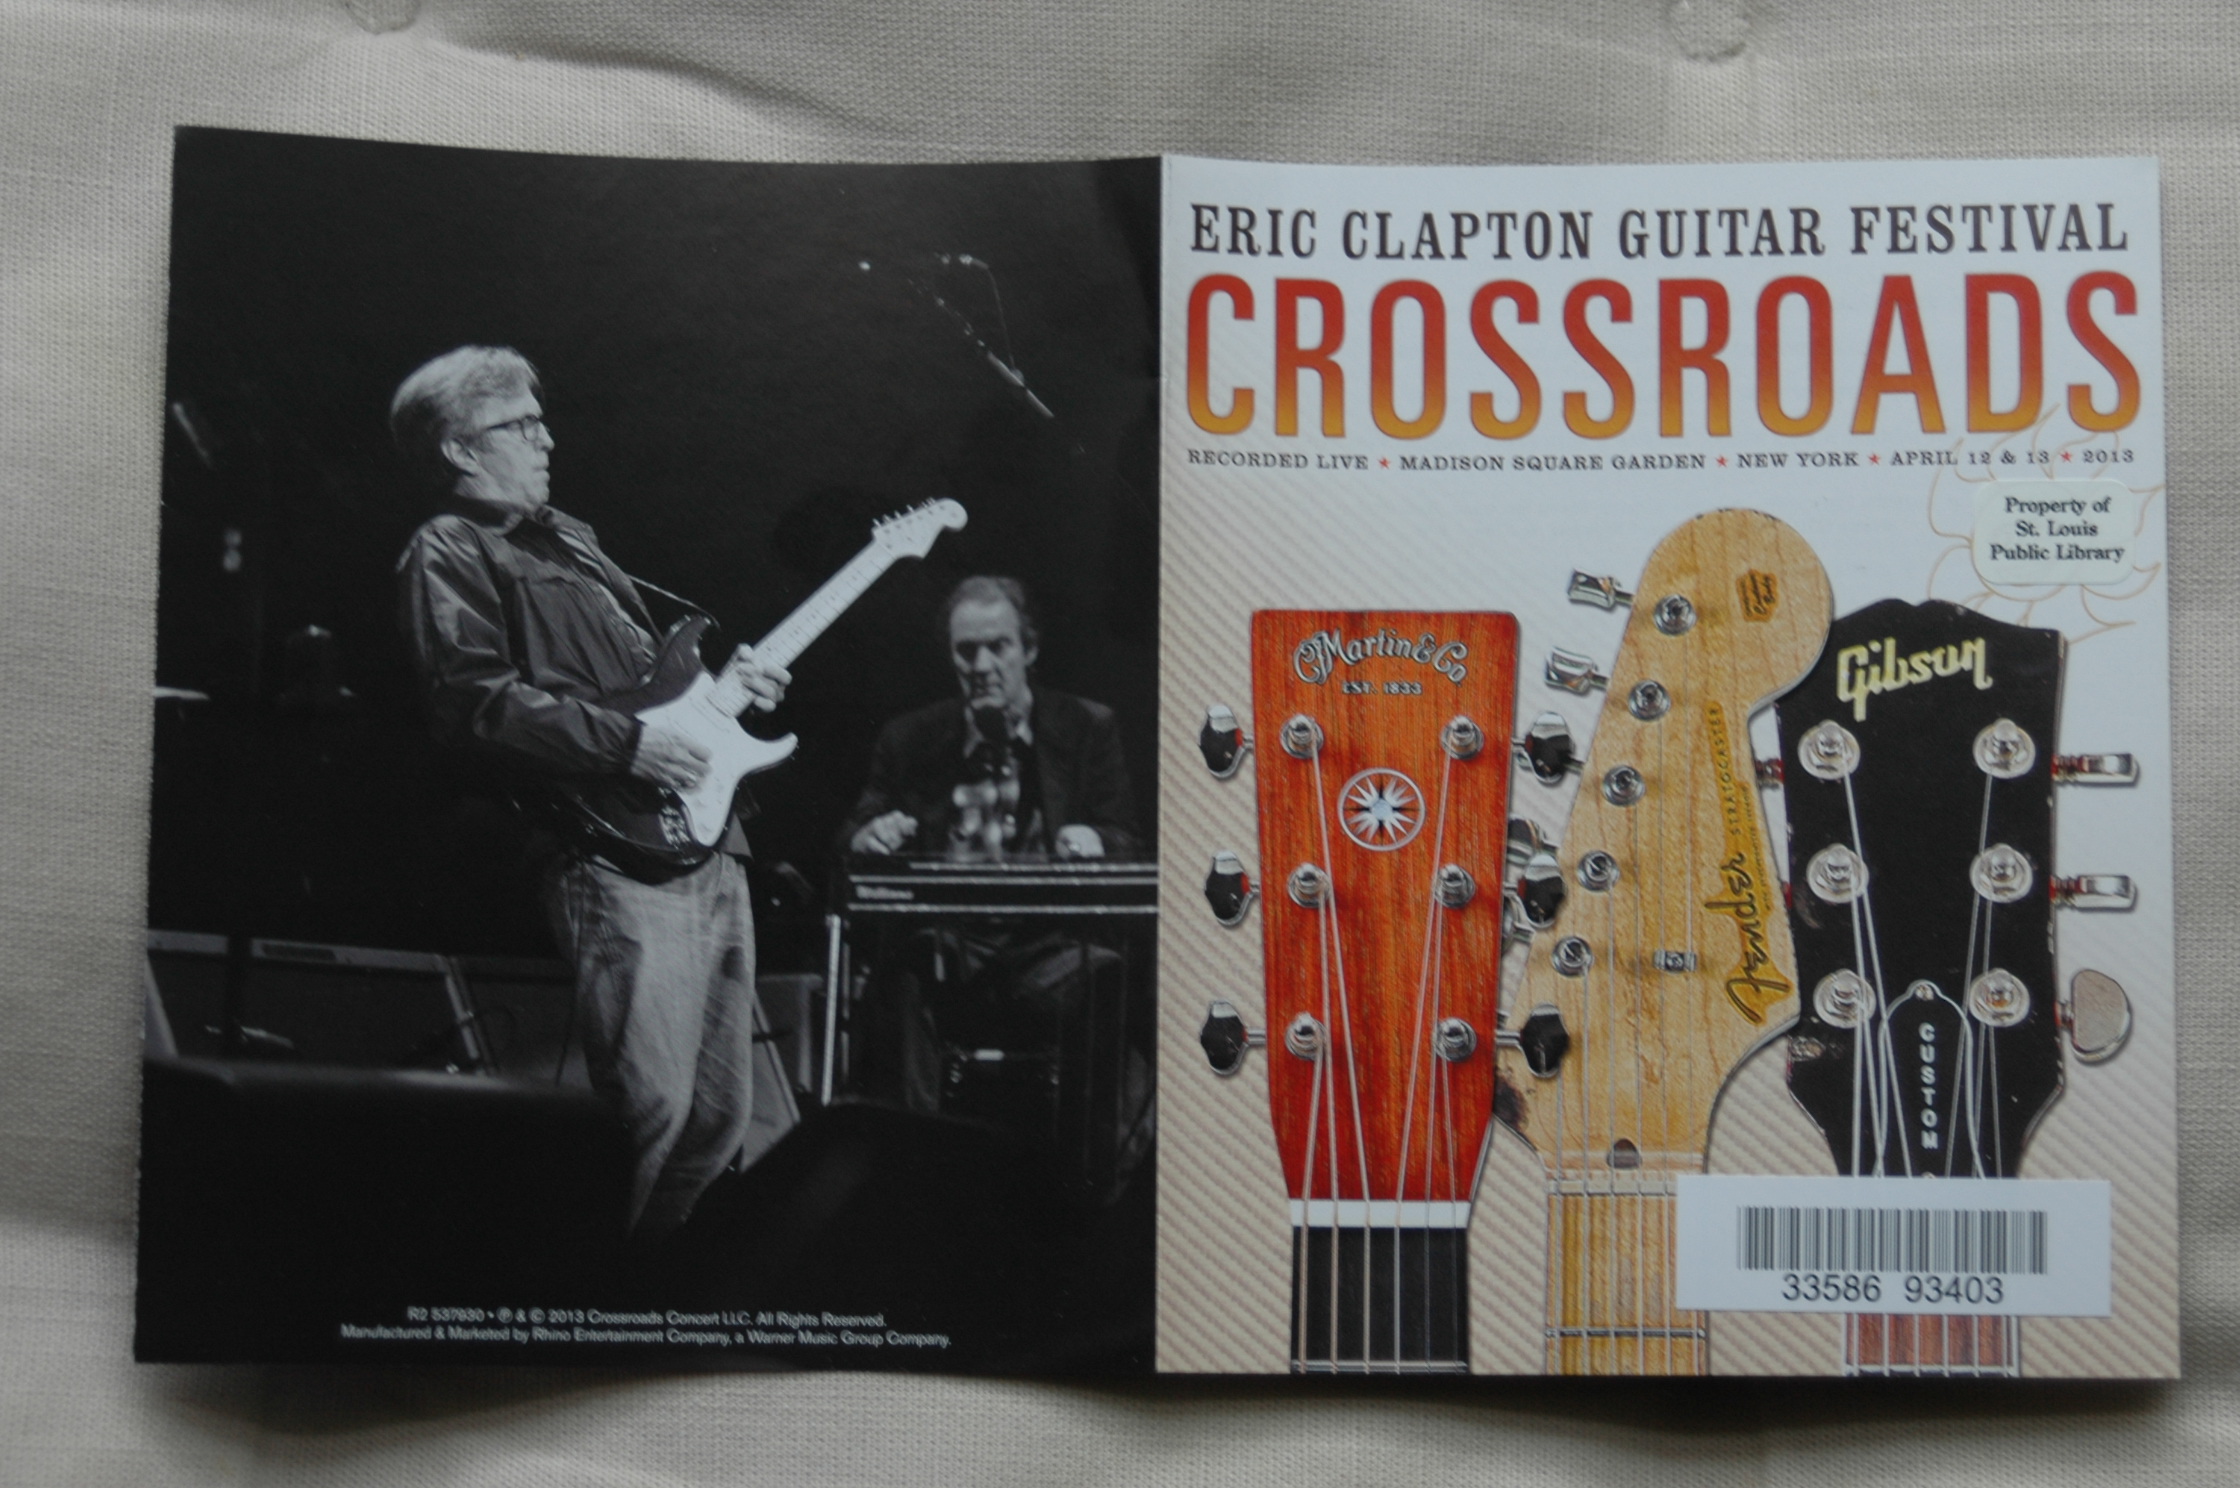 R2 537930 • ℗ & © 2013 Crossroads Concert LLC. All Rights Reserved.
Manufactured & Marketed by Rhino Entertainment Company, a Warner Music Group Company.
ERIC CLAPTON GUITAR FESTIVAL
CROSSROADS
RECORDED LIVE ★ MADISON SQUARE GARDEN ★ NEW YORK ★ APRIL 12 & 13 ★ 2013
Property of
St. Louis
Public Library
C.F. Martin & Co
EST. 1833
Fender
STRATOCASTER
Gibson
CUSTOM
33586 93403